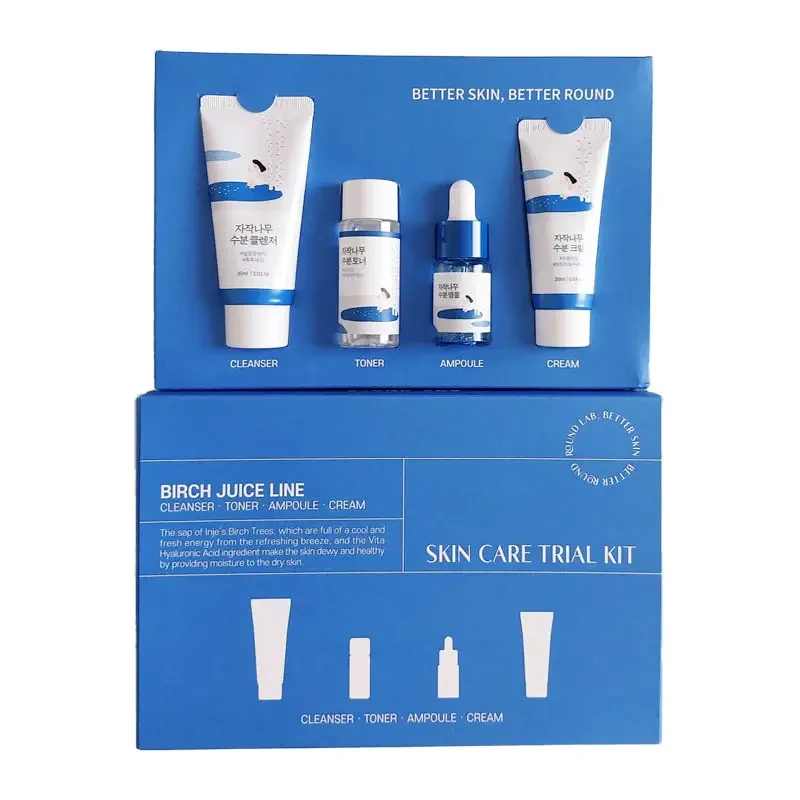 BETTER SKIN, BETTER ROUND
자작나무
수분 클렌저
자작나무
수분 토너
자작나무
수분 앰플
자작나무
수분 크림
CLEANSER
TONER
AMPOULE
CREAM
ROUND LAB. BETTER SKIN BETTER ROUND
BIRCH JUICE LINE
CLEANSER · TONER · AMPOULE · CREAM
The sap of Inje's Birch Trees, which are full of a cool and
fresh energy from the refreshing breeze, and the Vita
Hyaluronic Acid ingredient make the skin dewy and healthy
by providing moisture to the dry skin.
SKIN CARE TRIAL KIT
CLEANSER · TONER · AMPOULE · CREAM